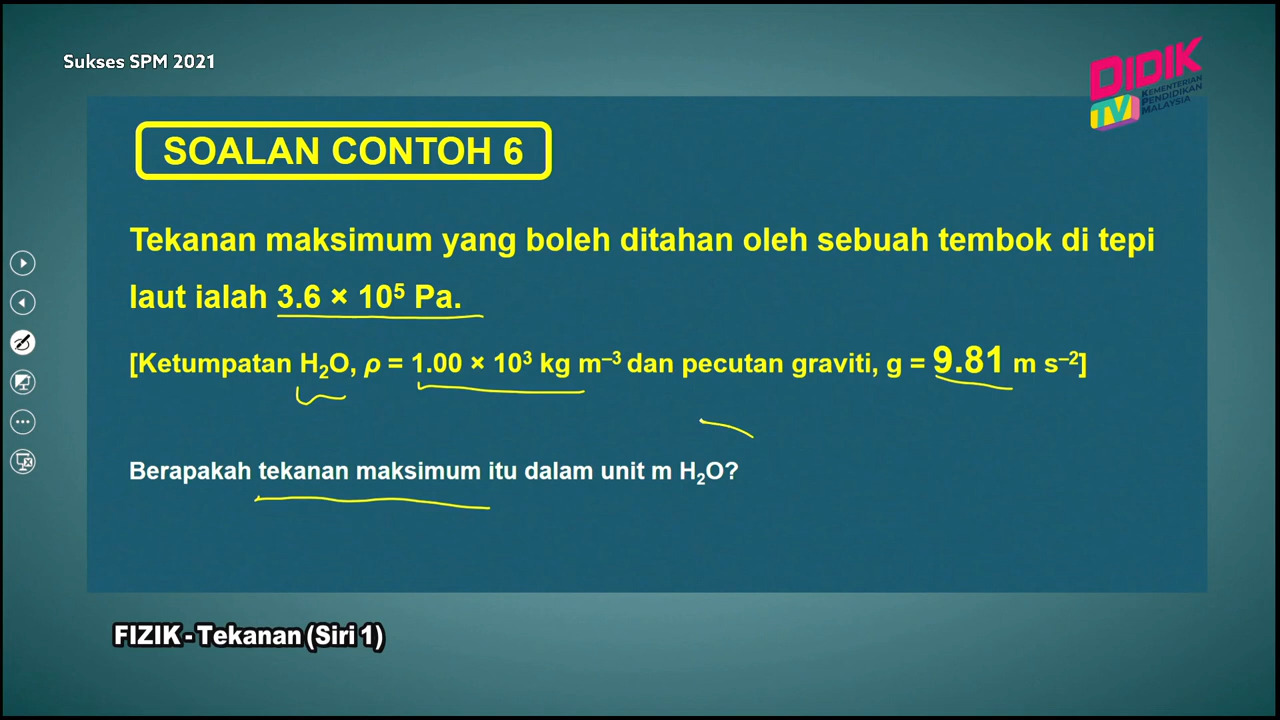 Sukses SPM 2021
DIDIK
TV
KEMENTERIAN
PENDIDIKAN
MALAYSIA
SOALAN CONTOH 6
Tekanan maksimum yang boleh ditahan oleh sebuah tembok di tepi
laut ialah 3.6 × 10⁵ Pa.
[Ketumpatan H₂O, ρ = 1.00 × 10³ kg m⁻³ dan pecutan graviti, g = 9.81 m s⁻²]
Berapakah tekanan maksimum itu dalam unit m H₂O?
FIZIK - Tekanan (Siri 1)